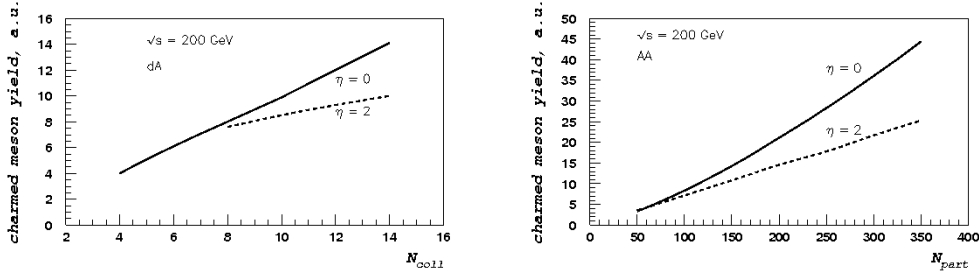 charmed meson yield, a.u.
16
14
12
10
8
6
4
2
0
√s = 200 GeV
dA
η = 0
η = 2
2 4 6 8 10 12 14 16
N_coll
charmed meson yield, a.u.
50
45
40
35
30
25
20
15
10
5
0
√s = 200 GeV
AA
η = 0
η = 2
0 50 100 150 200 250 300 350 400
N_part